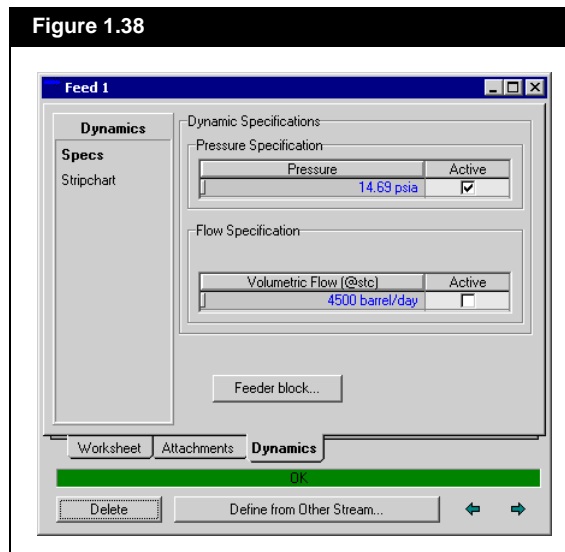 Figure 1.38
Feed 1
Dynamics
Specs
Stripchart
Dynamic Specifications
Pressure Specification
Pressure Active
14.69 psia
Flow Specification
Volumetric Flow (@stc) Active
4500 barrel/day
Feeder block...
Worksheet Attachments Dynamics
OK
Delete Define from Other Stream...